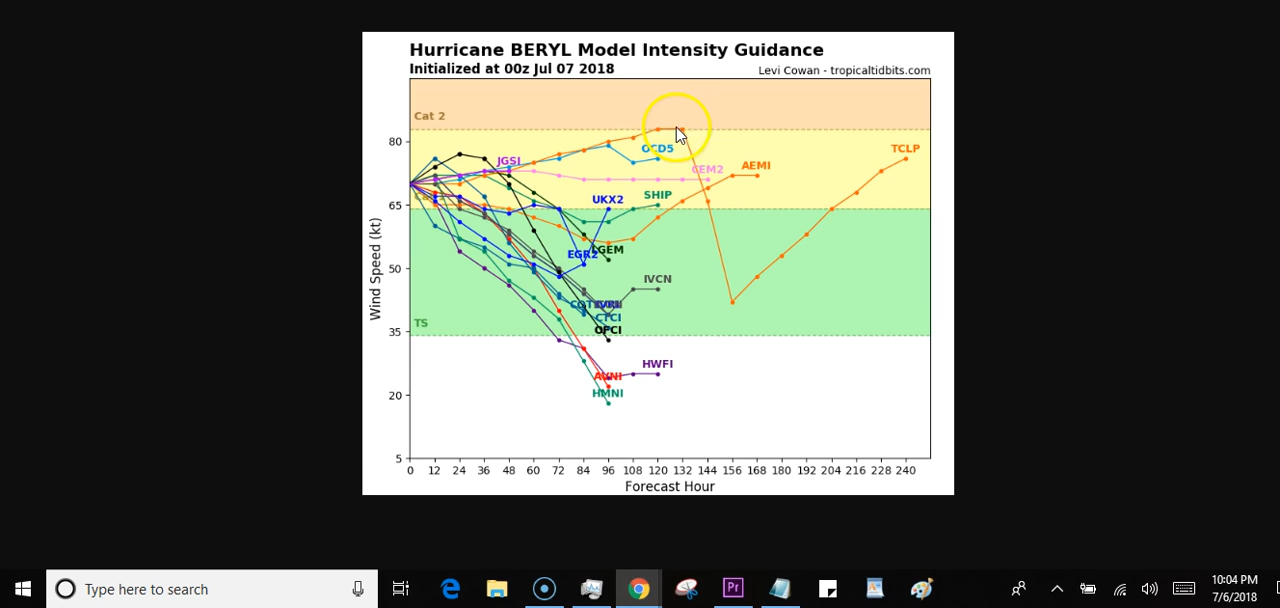 Hurricane BERYL Model Intensity Guidance
Initialized at 00z Jul 07 2018
Levi Cowan - tropicaltidbits.com
Cat 2
80
OCD5
TCLP
JGSI
CEM2
AEMI
65
UKX2
SHIP
EGR2
LGEM
50
IVCN
CTCI
TS
OFCI
35
HWFI
AVNI
20
HMNI
5
Wind Speed (kt)
0 12 24 36 48 60 72 84 96 108 120 132 144 156 168 180 192 204 216 228 240
Forecast Hour
Type here to search
Pr
10:04 PM
7/6/2018